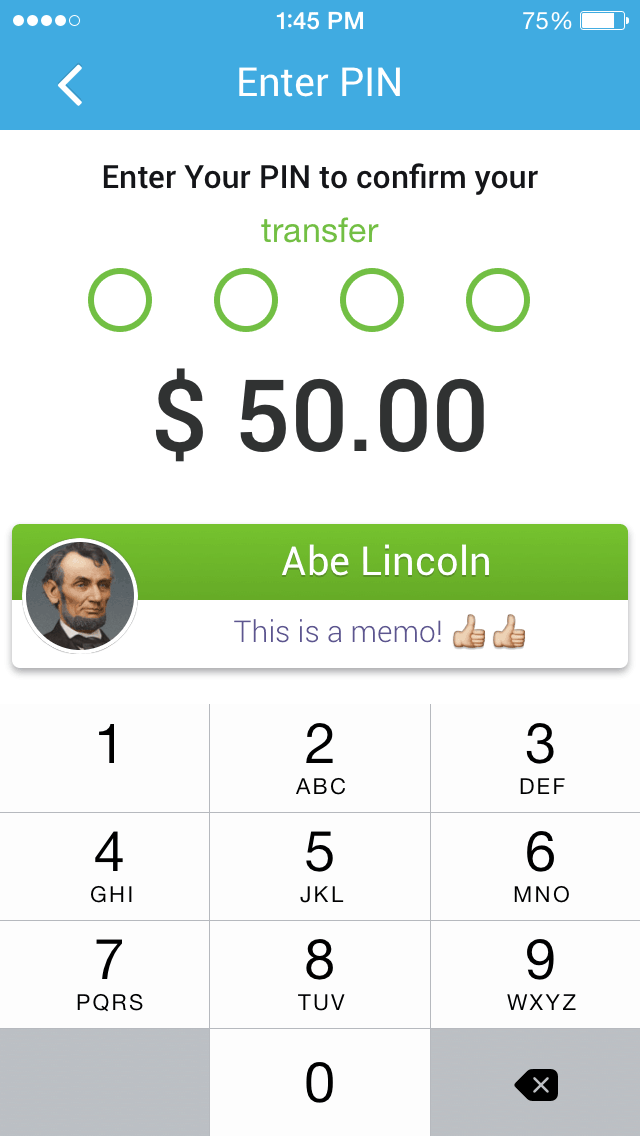 1:45 PM 75%
Enter PIN
Enter Your PIN to confirm your
transfer
$ 50.00
Abe Lincoln
This is a memo! 👍👍
1 2 3
ABC DEF
4 5 6
GHI JKL MNO
7 8 9
PQRS TUV WXYZ
0